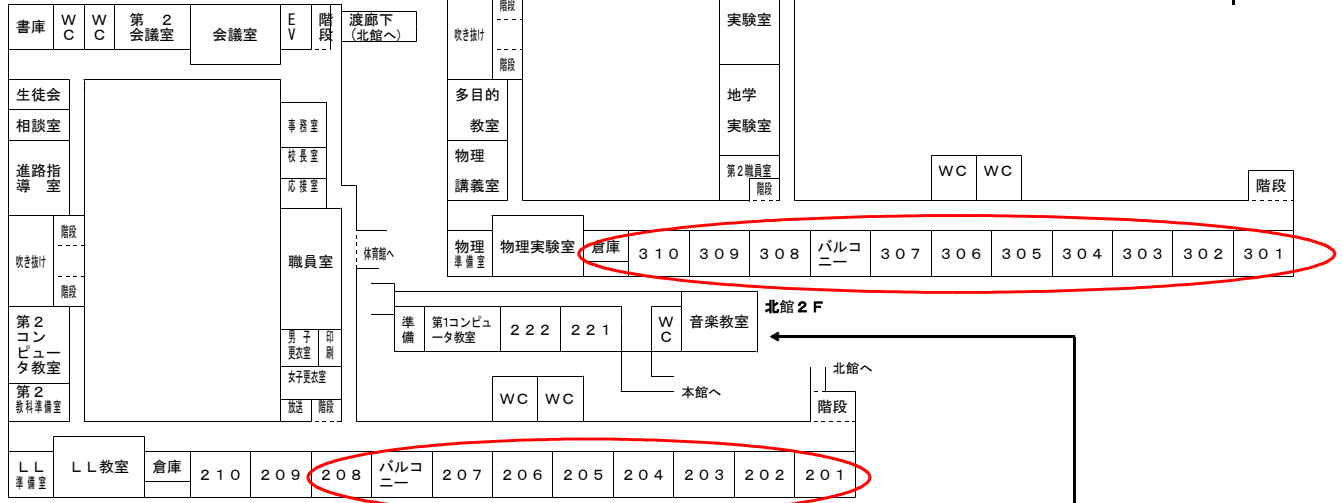 書庫
WC
WC
第 2
会議室
会議室
EV
階段
渡廊下
(北館へ)
生徒会
相談室
進路指
導 室
階段
吹き抜け
階段
第2
コン
ピュー
タ教室
第2
教科準備室
事務室
校長室
応接室
職員室
体育館へ
男子
更衣室
印刷
女子更衣室
放送
階段
LL
準備室
LL教室
倉庫
210
209
208
バルコ
ニー
207
206
205
204
203
202
201
WC
WC
階段
北館へ
階段
吹き抜け
階段
多目的
教室
物理
講義室
物理
準備室
物理実験室
倉庫
310
309
308
バルコ
ニー
307
306
305
304
303
302
301
実験室
地学
実験室
第2職員室
階段
WC
WC
階段
準備
第1コンピュ
ータ教室
222
221
WC
音楽教室
北館2F
本館へ